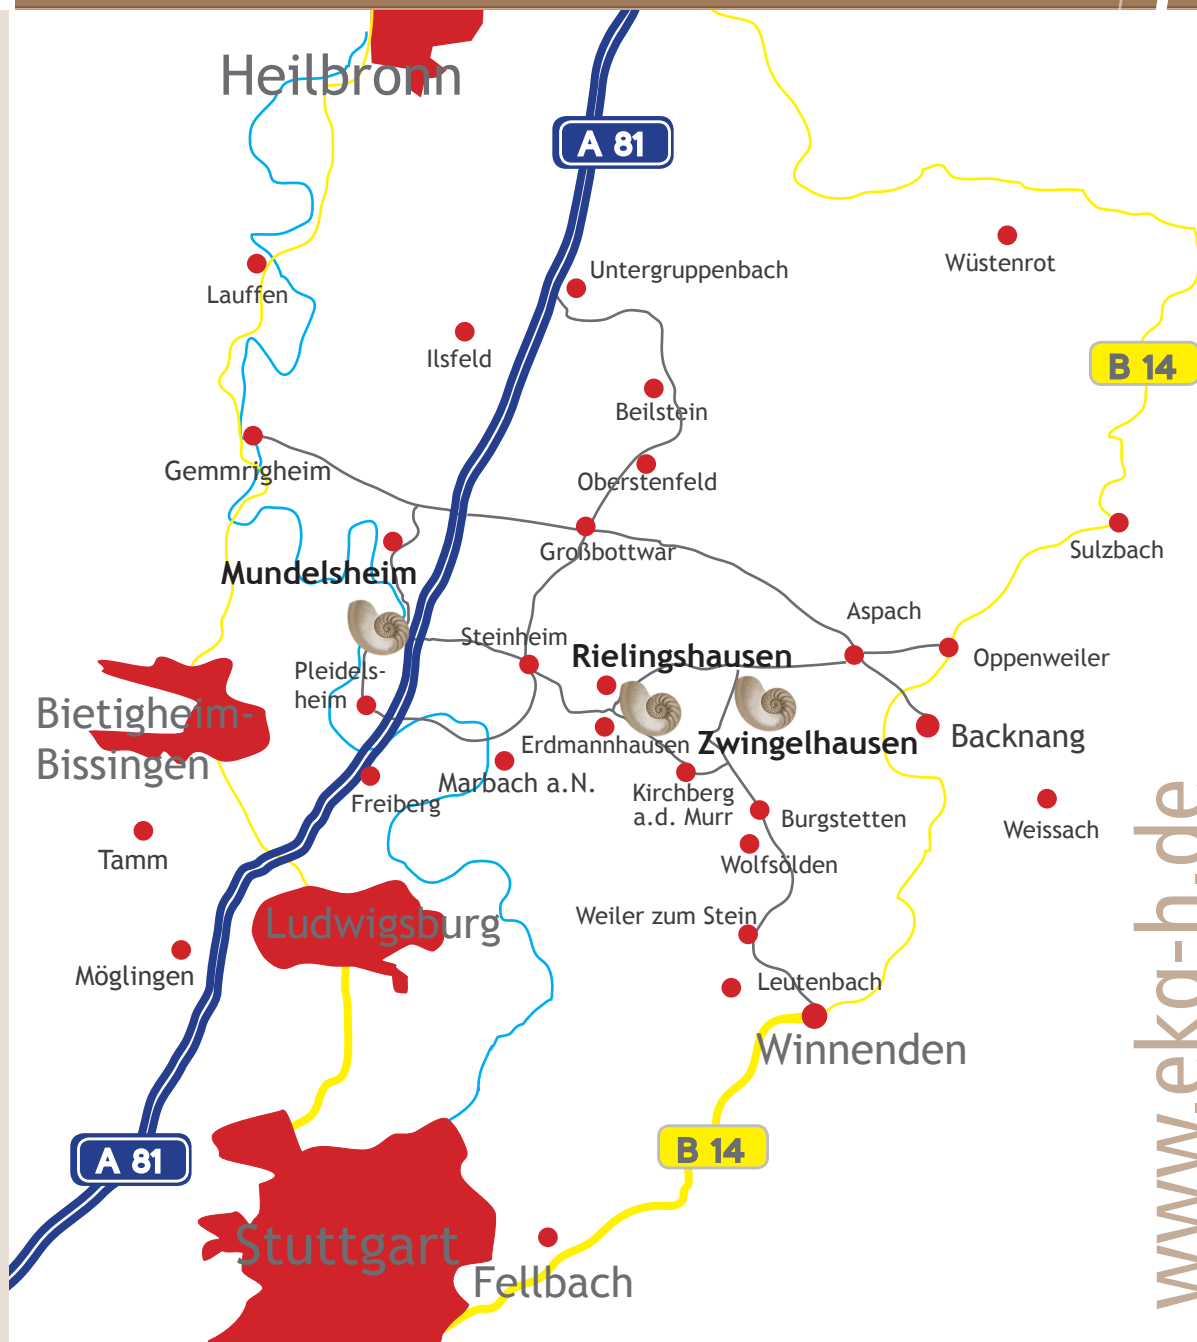 Heilbronn
A 81
Untergruppenbach
Wüstenrot
Lauffen
Ilsfeld
B 14
Beilstein
Gemmrigheim
Oberstenfeld
Großbottwar
Sulzbach
Mundelsheim
Aspach
Steinheim
Rielingshausen
Oppenweiler
Pleidels-
heim
Bietigheim-
Bissingen
Erdmannhausen
Zwingelhausen
Backnang
Marbach a.N.
Freiberg
Kirchberg
a.d. Murr
Burgstetten
Weissach
Tamm
Wolfsölden
Ludwigsburg
Weiler zum Stein
Möglingen
Leutenbach
Winnenden
B 14
A 81
Stuttgart
Fellbach
www.ekg-h.de